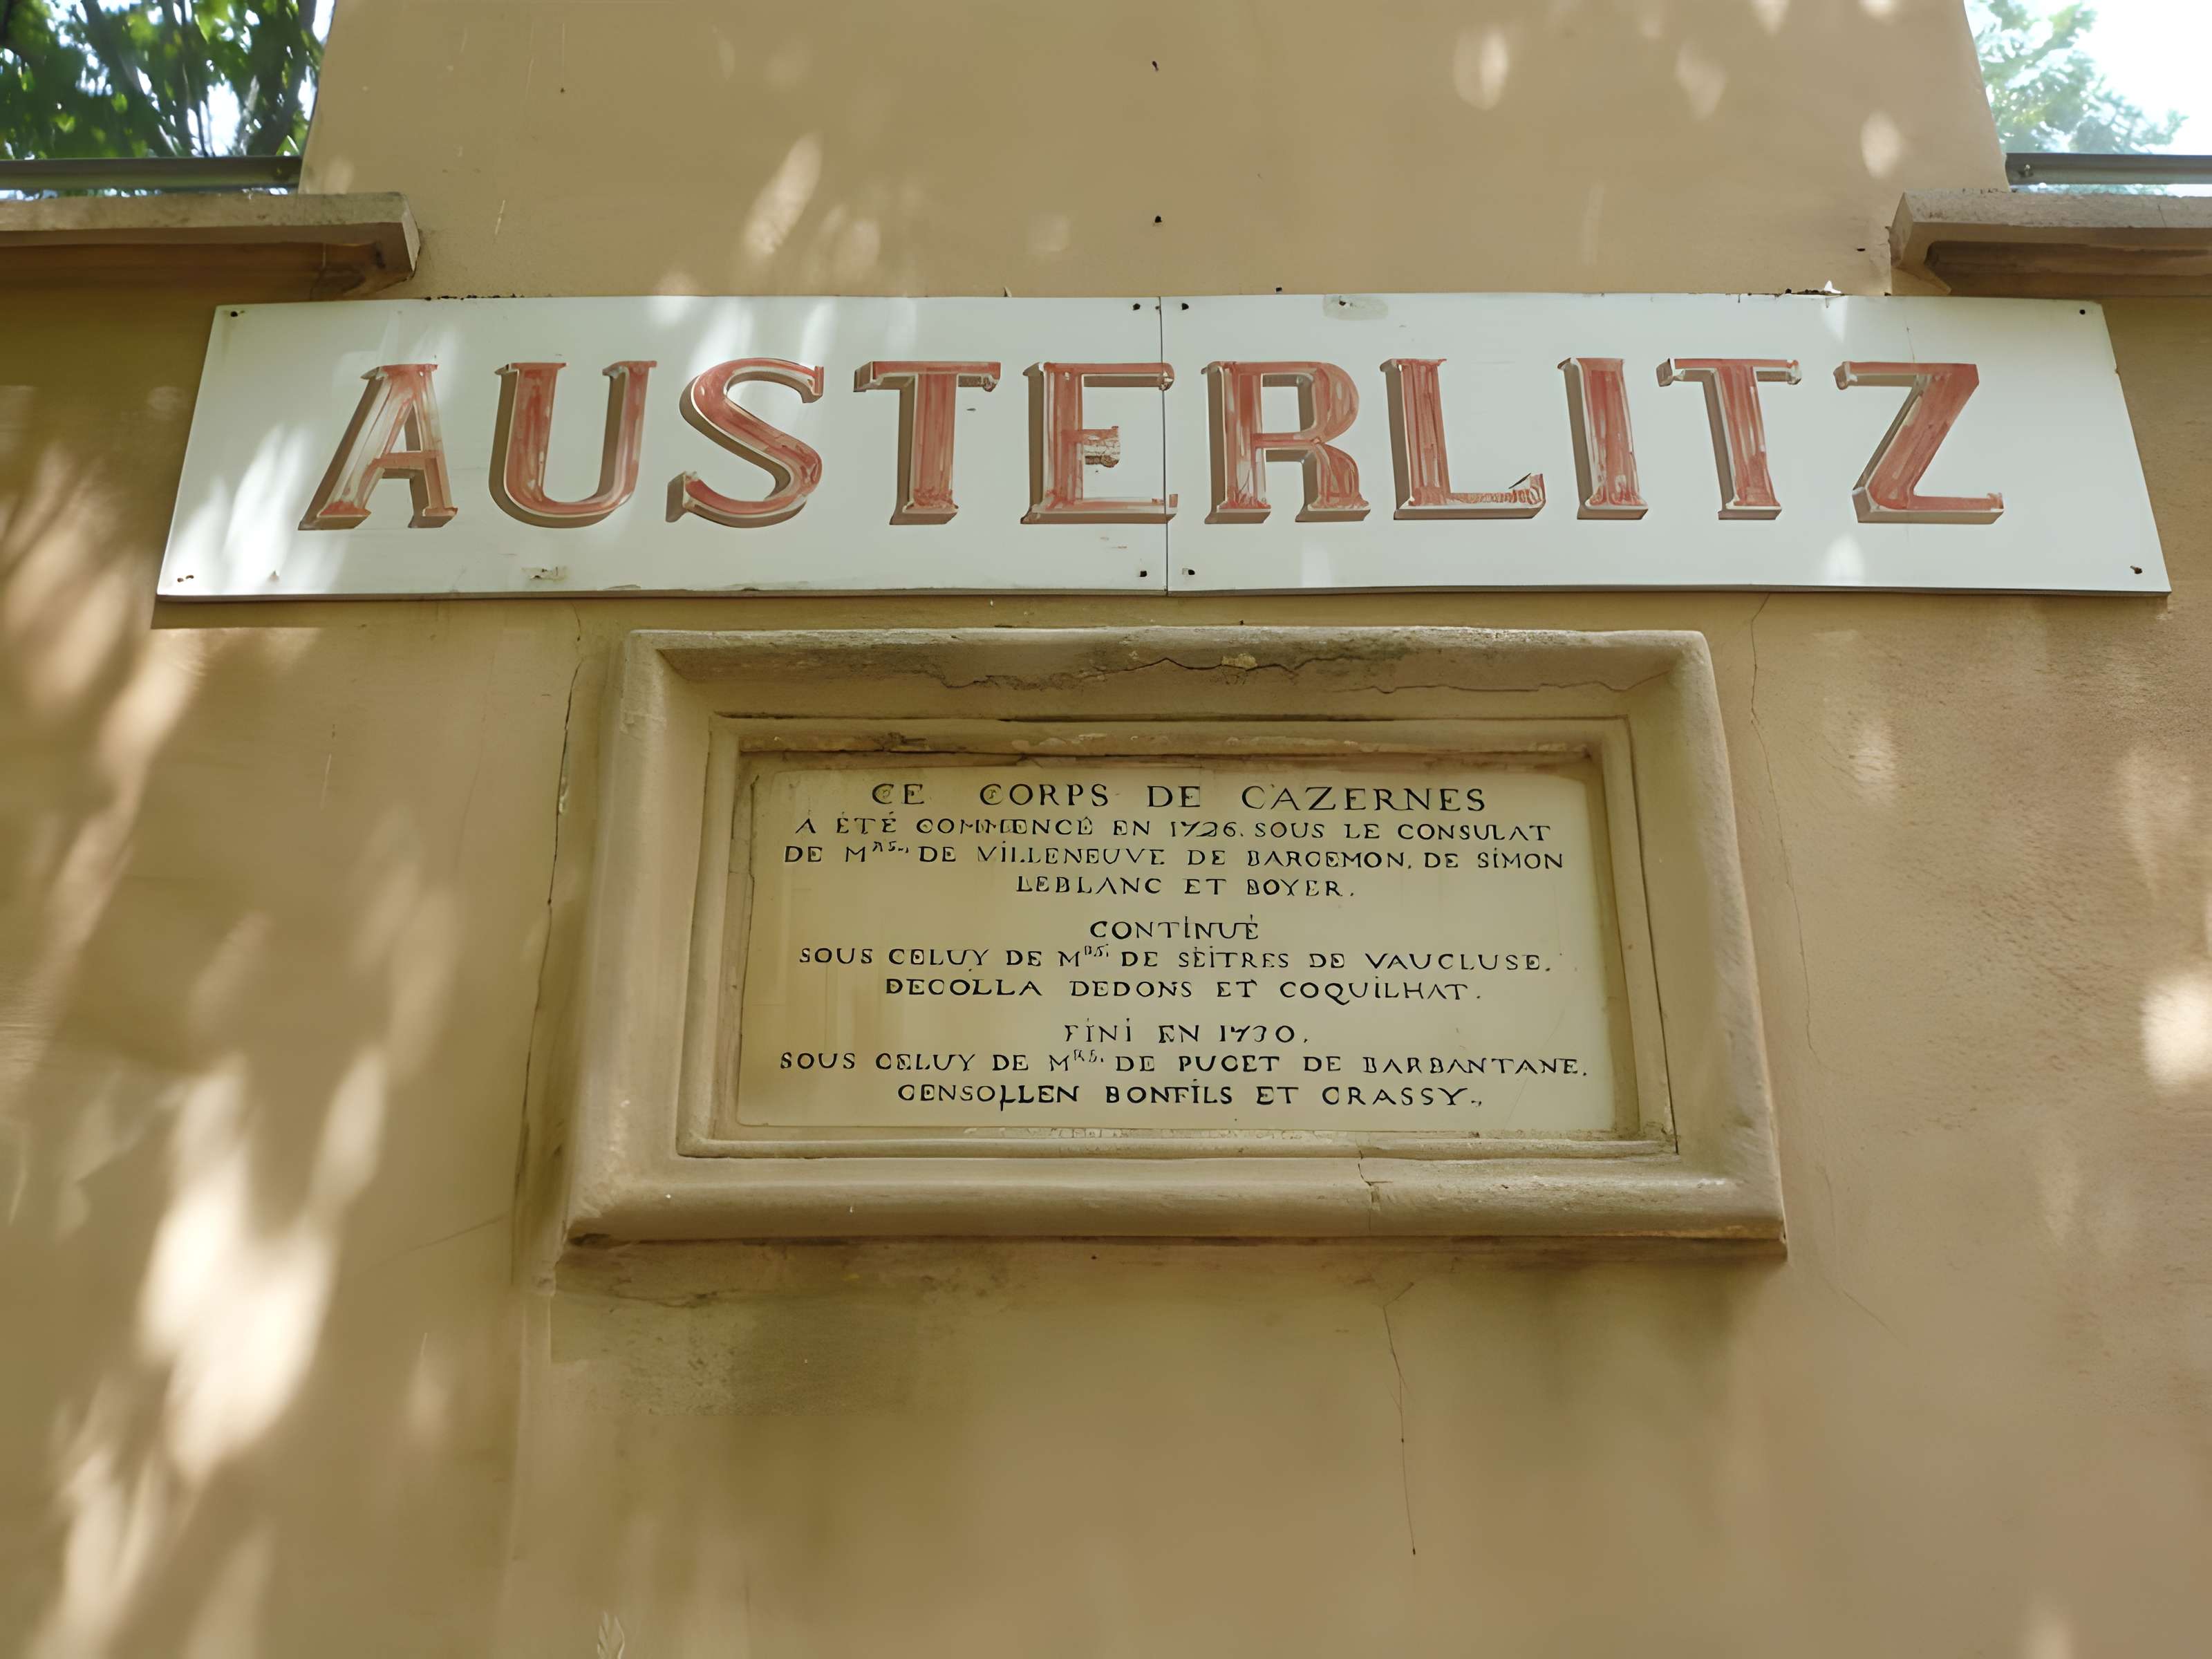 AUSTERLITZ
CE CORPS DE CAZERNES
A ÉTÉ COMMENCÉ EN 1726. SOUS LE CONSULAT
DE MRS. DE VILLENEUVE DE BARGEMON, DE SIMON
LEBLANC ET BOYER.
CONTINUÉ
SOUS CELUY DE MRS. DE SEITRES DE VAUCLUSE.
DECOLLA DEDONS ET COQUILHAT.
FINI EN 1730.
SOUS CELUY DE MRS. DE PUGET DE BARBANTANE.
GENSOLLEN BONFILS ET GRASSY.